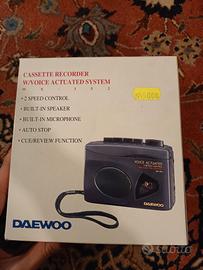 CASSETTE RECORDER
W/VOICE ACTUATED SYSTEM
• 2 SPEED CONTROL
• BUILT-IN SPEAKER
• BUILT-IN MICROPHONE
• AUTO STOP
• CUE/REVIEW FUNCTION
VOICE ACTUATED
DAEWOO
DAEWOO
subito